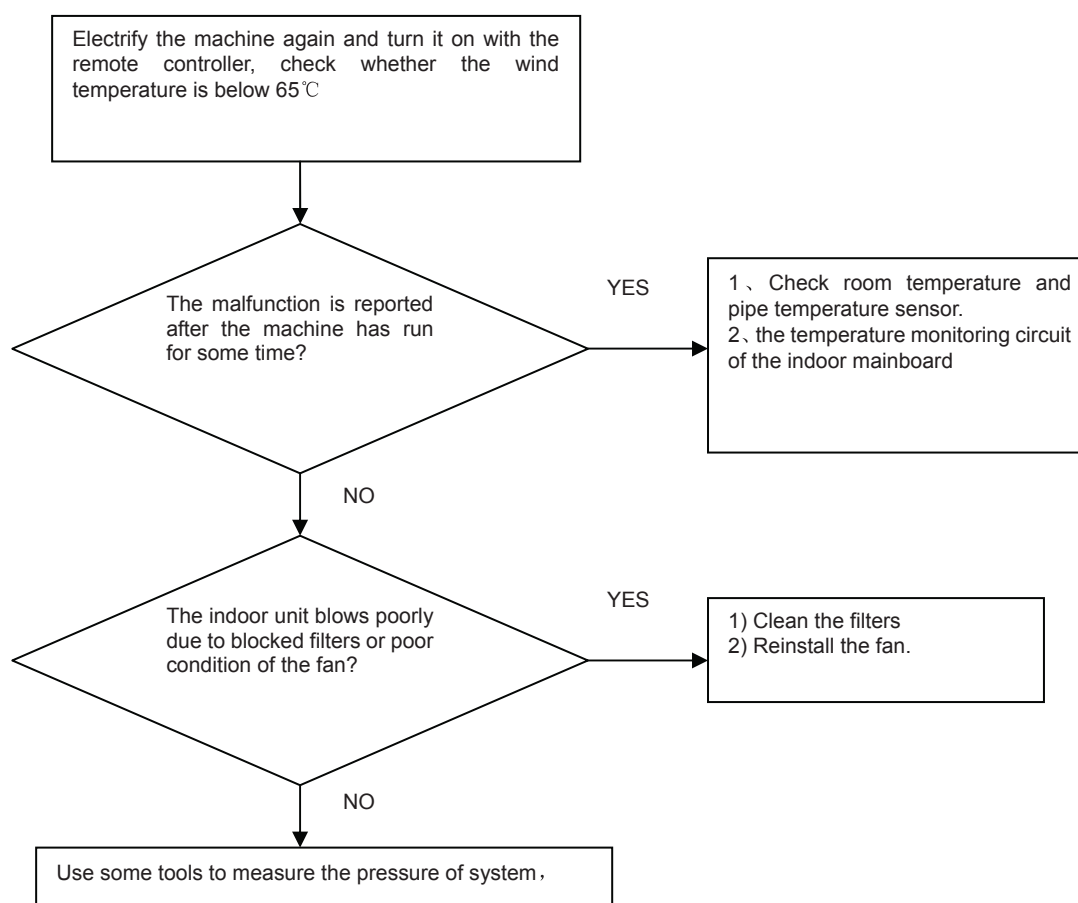 Electrify the machine again and turn it on with the
remote controller, check whether the wind
temperature is below 65℃
The malfunction is reported
after the machine has run
for some time?
YES
1、Check room temperature and
pipe temperature sensor.
2、the temperature monitoring circuit
of the indoor mainboard
NO
The indoor unit blows poorly
due to blocked filters or poor
condition of the fan?
YES
1) Clean the filters
2) Reinstall the fan.
NO
Use some tools to measure the pressure of system，